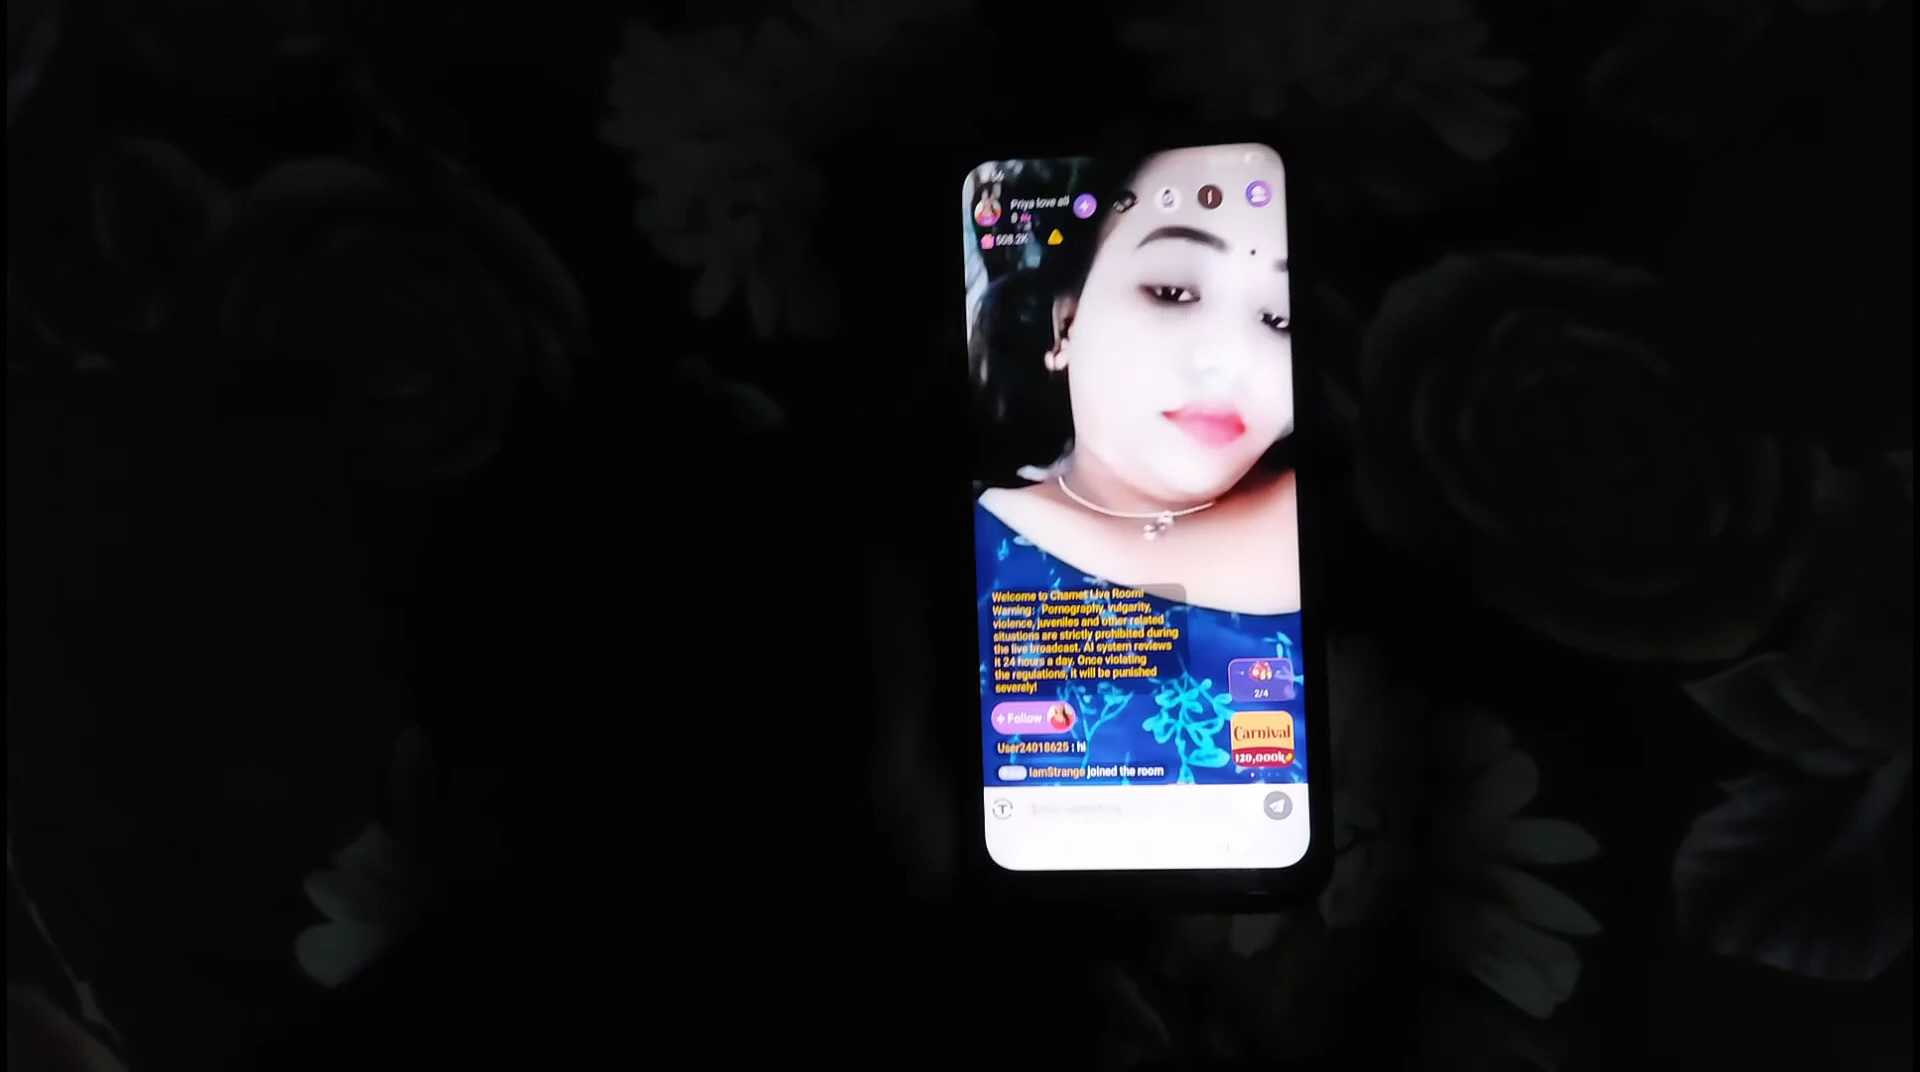 Priya love all
508.2K
Welcome to Chamet Live Room!
Warning: Pornography, vulgarity,
violence, juveniles and other related
situations are strictly prohibited during
the live broadcast. AI system reviews
it 24 hours a day. Once violating
the regulations, it will be punished
severely!
2/4
+ Follow
Carnival
120,000k
User24018625 : hi
IamStrange joined the room